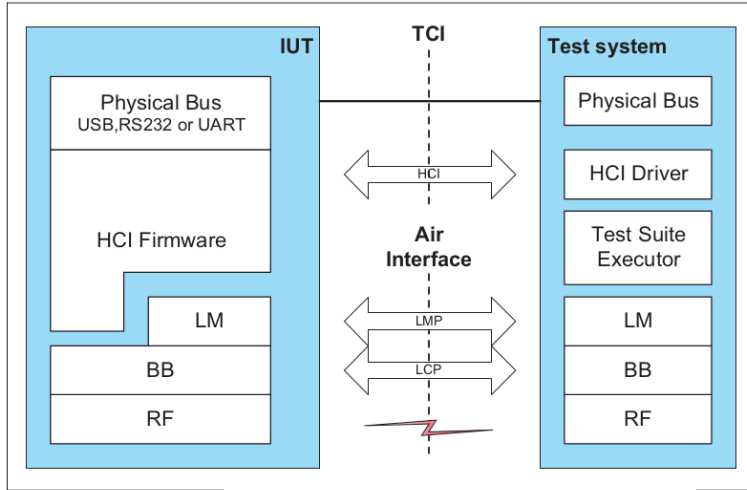 IUT
Physical Bus
USB,RS232 or UART
HCI Firmware
LM
BB
RF
TCI
HCI
Air
Interface
LMP
LCP
Test system
Physical Bus
HCI Driver
Test Suite
Executor
LM
BB
RF